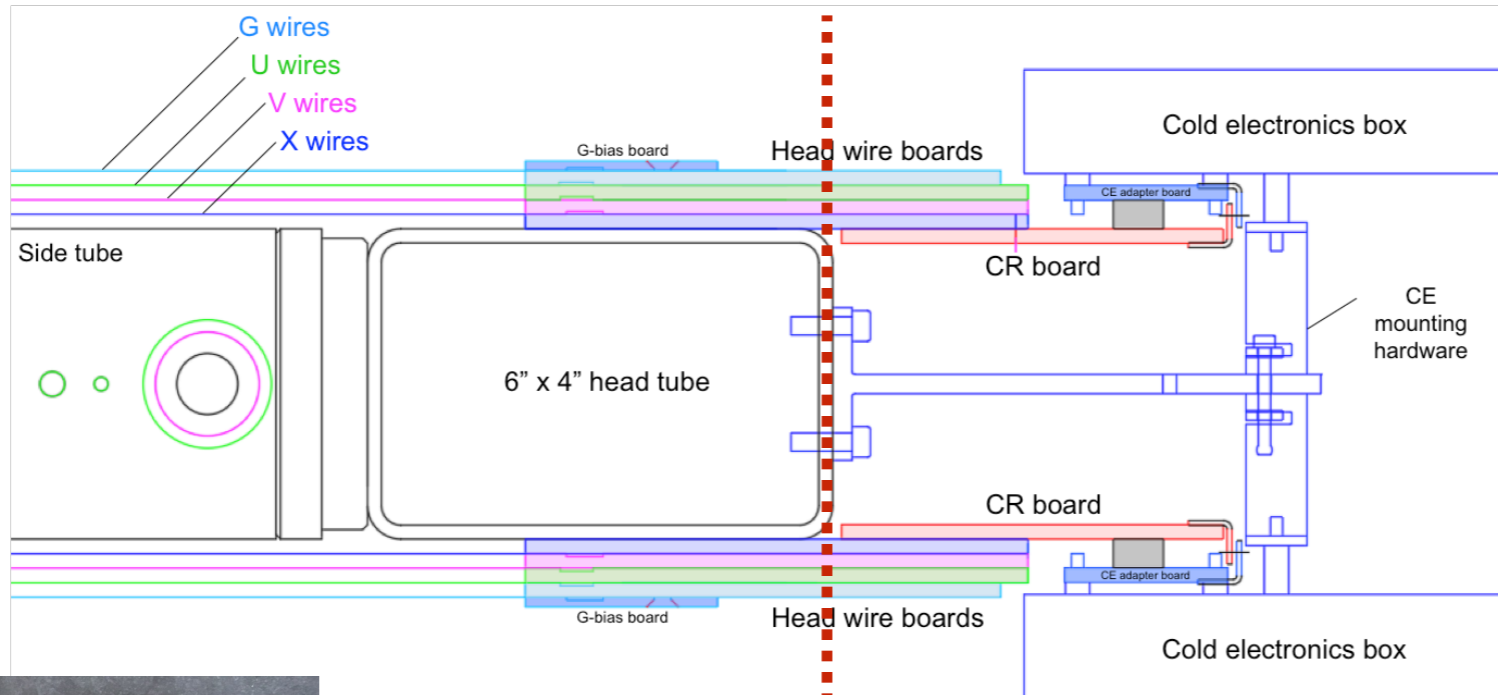 G wires
U wires
V wires
X wires
G-bias board
Head wire boards
Cold electronics box
CE adapter board
Side tube
CR board
CE
mounting
hardware
6” x 4” head tube
CR board
CE adapter board
G-bias board
Head wire boards
Cold electronics box